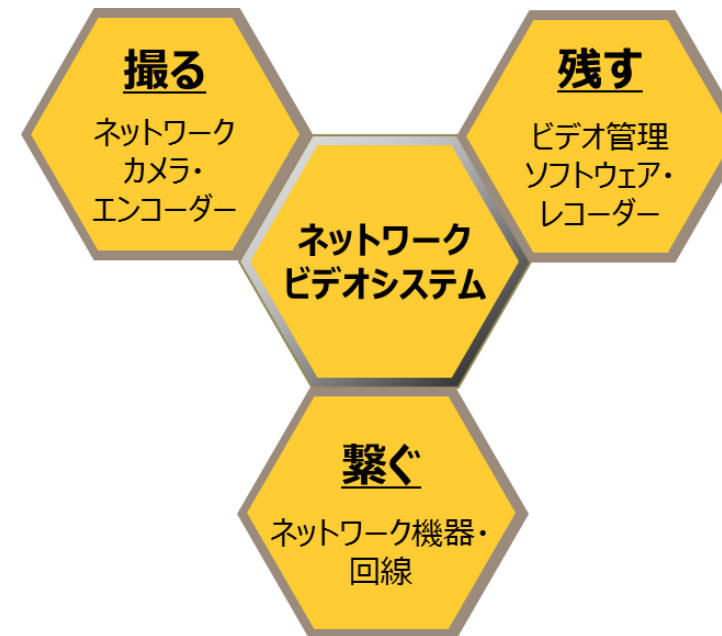 撮る
ネットワーク
カメラ・
エンコーダー
残す
ビデオ管理
ソフトウェア・
レコーダー
ネットワーク
ビデオシステム
繋ぐ
ネットワーク機器・
回線